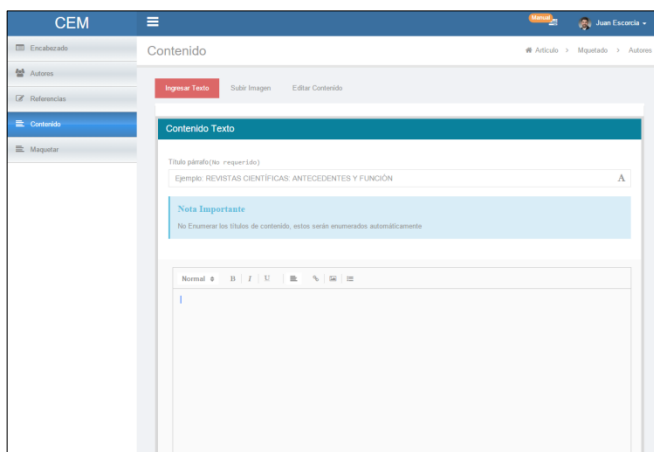 CEM
Manual
Juan Escorcia
Encabezado
Autores
Referencias
Contenido
Maquetar
Contenido
Artículo > Mquetado > Autores
Ingresar Texto
Subir Imagen
Editar Contenido
Contenido Texto
Título párrafo(No requerido)
Ejemplo: REVISTAS CIENTÍFICAS: ANTECEDENTES Y FUNCIÓN
A
Nota Importante
No Enumerar los títulos de contenido, estos serán enumerados automáticamente
Normal B I U